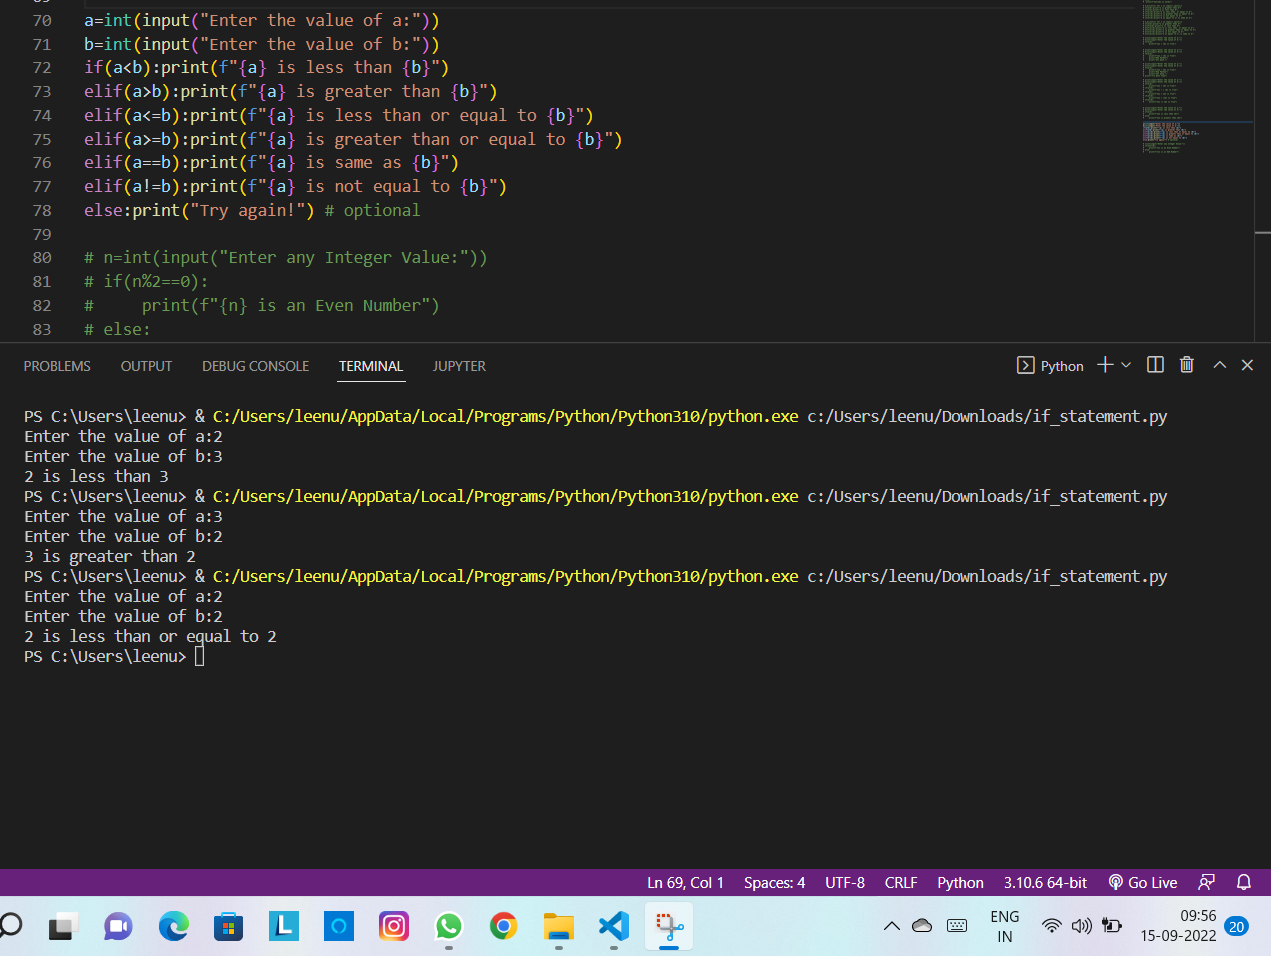 70 a=int(input("Enter the value of a:"))
71 b=int(input("Enter the value of b:"))
72 if(a<b):print(f"{a} is less than {b}")
73 elif(a>b):print(f"{a} is greater than {b}")
74 elif(a<=b):print(f"{a} is less than or equal to {b}")
75 elif(a>=b):print(f"{a} is greater than or equal to {b}")
76 elif(a==b):print(f"{a} is same as {b}")
77 elif(a!=b):print(f"{a} is not equal to {b}")
78 else:print("Try again!") # optional
79
80 # n=int(input("Enter any Integer Value:"))
81 # if(n%2==0):
82 #     print(f"{n} is an Even Number")
83 # else:
PROBLEMS OUTPUT DEBUG CONSOLE TERMINAL JUPYTER Python
PS C:\Users\leenu> & C:/Users/leenu/AppData/Local/Programs/Python/Python310/python.exe c:/Users/leenu/Downloads/if_statement.py
Enter the value of a:2
Enter the value of b:3
2 is less than 3
PS C:\Users\leenu> & C:/Users/leenu/AppData/Local/Programs/Python/Python310/python.exe c:/Users/leenu/Downloads/if_statement.py
Enter the value of a:3
Enter the value of b:2
3 is greater than 2
PS C:\Users\leenu> & C:/Users/leenu/AppData/Local/Programs/Python/Python310/python.exe c:/Users/leenu/Downloads/if_statement.py
Enter the value of a:2
Enter the value of b:2
2 is less than or equal to 2
PS C:\Users\leenu>
Ln 69, Col 1 Spaces: 4 UTF-8 CRLF Python 3.10.6 64-bit Go Live
L
ENG
IN
09:56
15-09-2022
20